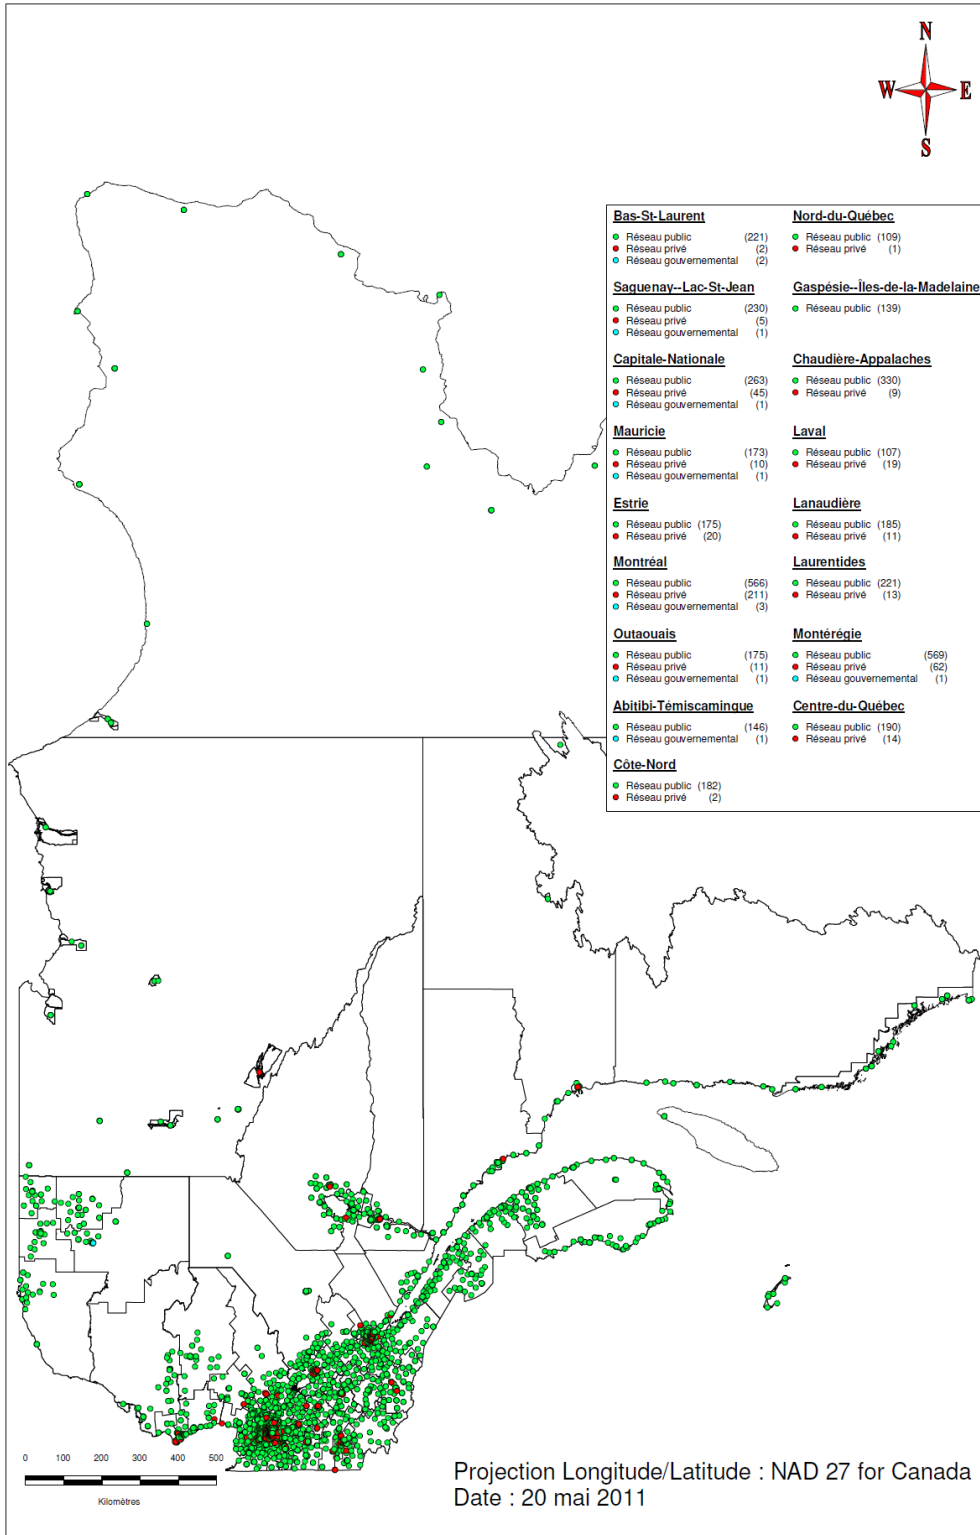 N
W E
S
Bas-St-Laurent
Réseau public (221)
Réseau privé (2)
Réseau gouvernemental (2)
Saguenay--Lac-St-Jean
Réseau public (230)
Réseau privé (5)
Réseau gouvernemental (1)
Capitale-Nationale
Réseau public (263)
Réseau privé (45)
Réseau gouvernemental (1)
Mauricie
Réseau public (173)
Réseau privé (10)
Réseau gouvernemental (1)
Estrie
Réseau public (175)
Réseau privé (20)
Montréal
Réseau public (566)
Réseau privé (211)
Réseau gouvernemental (3)
Outaouais
Réseau public (175)
Réseau privé (11)
Réseau gouvernemental (1)
Abitibi-Témiscamingue
Réseau public (146)
Réseau gouvernemental (1)
Côte-Nord
Réseau public (182)
Réseau privé (2)
Nord-du-Québec
Réseau public (109)
Réseau privé (1)
Gaspésie--Îles-de-la-Madelaine
Réseau public (139)
Chaudière-Appalaches
Réseau public (330)
Réseau privé (9)
Laval
Réseau public (107)
Réseau privé (19)
Lanaudière
Réseau public (185)
Réseau privé (11)
Laurentides
Réseau public (221)
Réseau privé (13)
Montérégie
Réseau public (569)
Réseau privé (62)
Réseau gouvernemental (1)
Centre-du-Québec
Réseau public (190)
Réseau privé (14)
0 100 200 300 400 500
Kilomètres
Projection Longitude/Latitude : NAD 27 for Canada
Date : 20 mai 2011